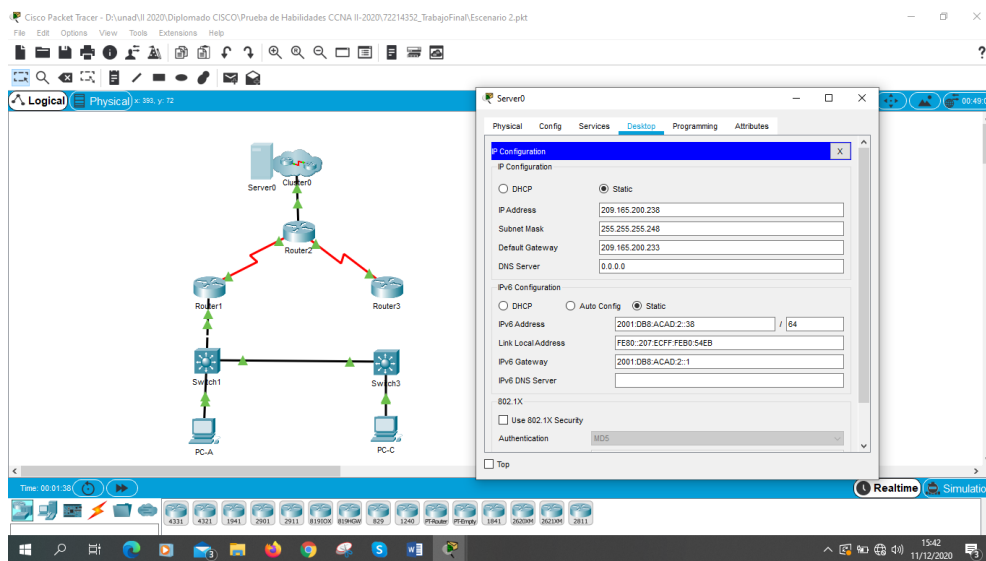 Cisco Packet Tracer - D:\unad\II 2020\Diplomado CISCO\Prueba de Habilidades CCNA II-2020\72214352_TrabajoFinal\Escenario 2.pkt
File Edit Options View Tools Extensions Help
?
Logical Physical x: 393, y: 72
00:49:0
Server0
Cluster0
Router2
Router1
Router3
Switch1
Switch3
PC-A
PC-C
Server0
Physical Config Services Desktop Programming Attributes
IP Configuration X
IP Configuration
DHCP Static
IP Address 209.165.200.238
Subnet Mask 255.255.255.248
Default Gateway 209.165.200.233
DNS Server 0.0.0.0
IPv6 Configuration
DHCP Auto Config Static
IPv6 Address 2001:DB8:ACAD:2::38 / 64
Link Local Address FE80::207:ECFF:FEB0:54EB
IPv6 Gateway 2001:DB8:ACAD:2::1
IPv6 DNS Server
802.1X
Use 802.1X Security
Authentication MD5
Top
Time: 00:01:38 Realtime Simulatio
4331 4321 1941 2901 2911 819IOX 819HGW 829 1240 PT-Router PT-Empty 1841 2620XM 2621XM 2811
15:42
11/12/2020